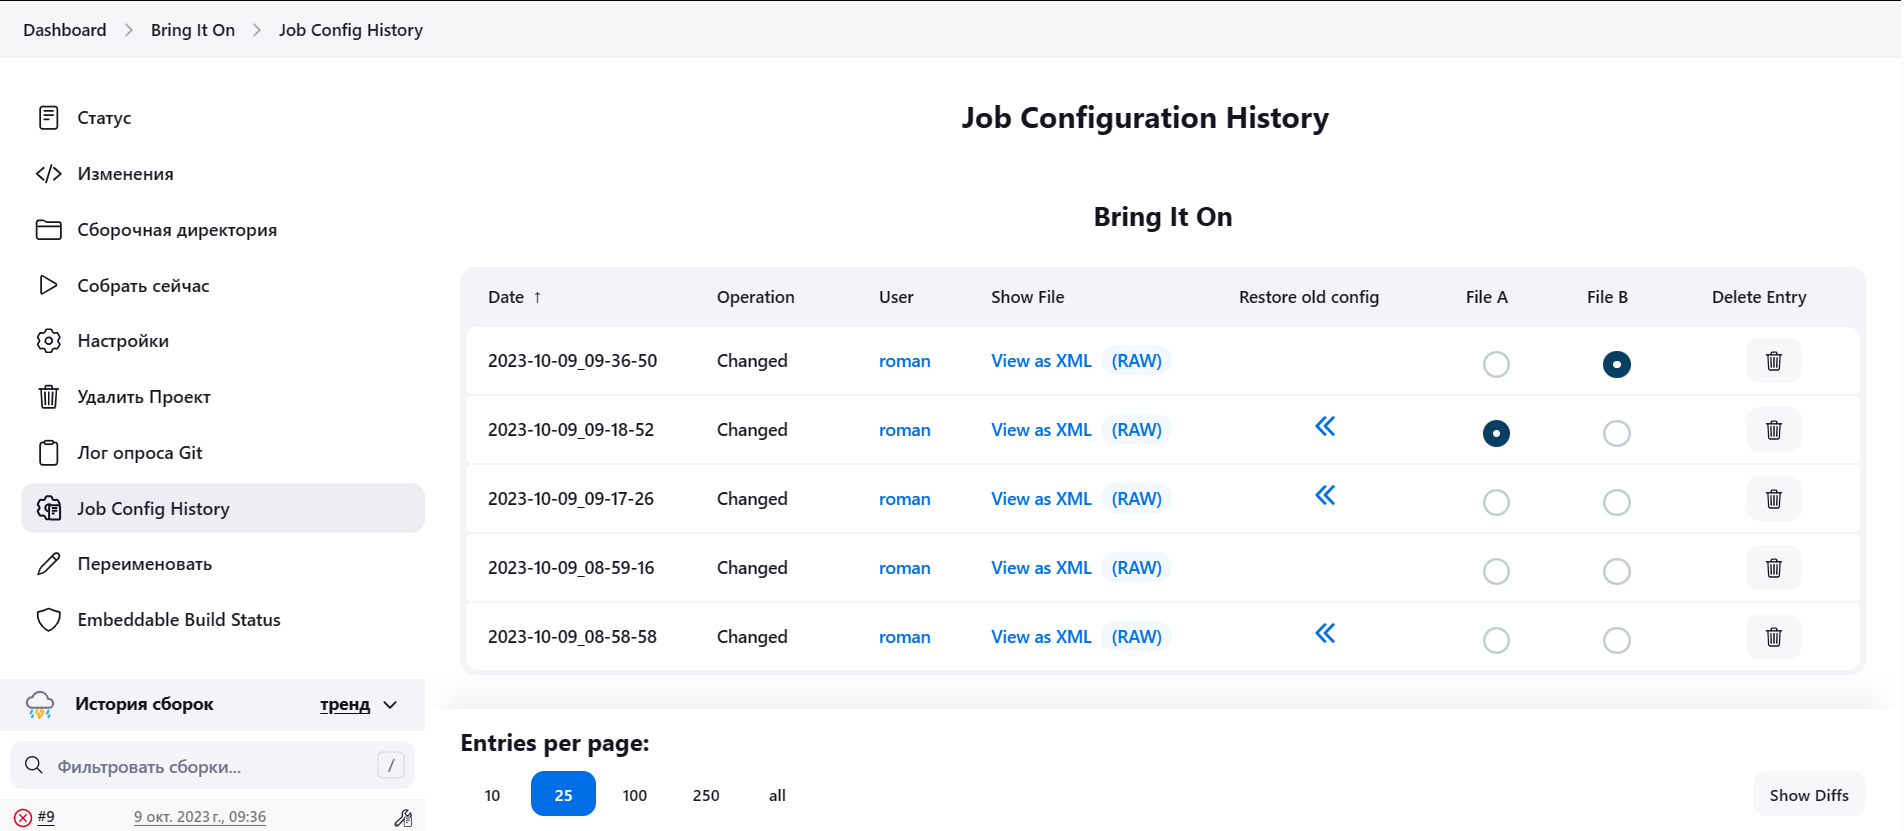 Dashboard > Bring It On > Job Config History
Статус
Изменения
Сборочная директория
Собрать сейчас
Настройки
Удалить Проект
Лог опроса Git
Job Config History
Переименовать
Embeddable Build Status
История сборок тренд
Фильтровать сборки... /
#9 9 окт. 2023 г., 09:36
Job Configuration History
Bring It On
Date ↑ Operation User Show File Restore old config File A File B Delete Entry
2023-10-09_09-36-50 Changed roman View as XML (RAW)
2023-10-09_09-18-52 Changed roman View as XML (RAW)
2023-10-09_09-17-26 Changed roman View as XML (RAW)
2023-10-09_08-59-16 Changed roman View as XML (RAW)
2023-10-09_08-58-58 Changed roman View as XML (RAW)
Entries per page:
10 25 100 250 all
Show Diffs